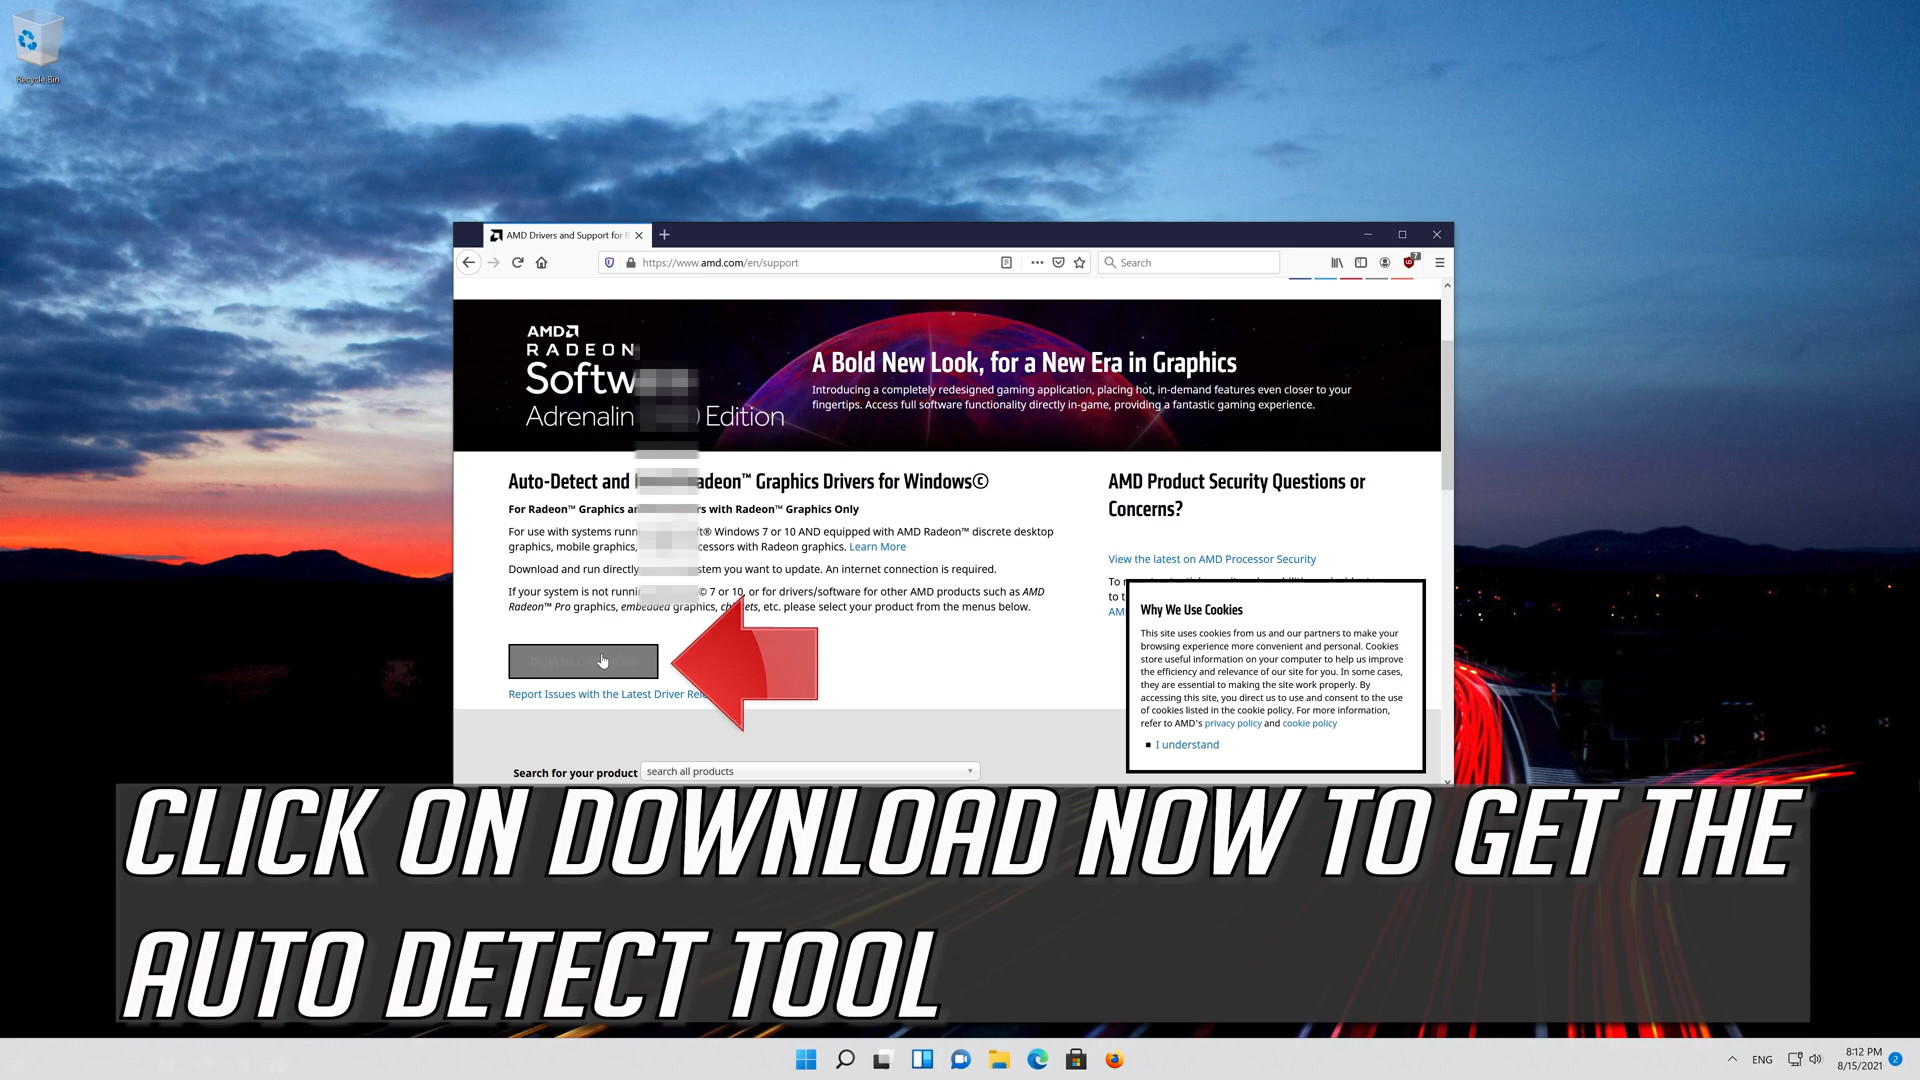 Recycle Bin
AMD Drivers and Support for R
https://www.amd.com/en/support
Search
7
AMD
RADEON
Softw
Adrenalin Edition
A Bold New Look, for a New Era in Graphics
Introducing a completely redesigned gaming application, placing hot, in-demand features even closer to your
fingertips. Access full software functionality directly in-game, providing a fantastic gaming experience.
Auto-Detect and adeon™ Graphics Drivers for Windows©
For Radeon™ Graphics an rs with Radeon™ Graphics Only
For use with systems runn ft® Windows 7 or 10 AND equipped with AMD Radeon™ discrete desktop
graphics, mobile graphics, cessors with Radeon graphics. Learn More
Download and run directly stem you want to update. An internet connection is required.
If your system is not runni © 7 or 10, or for drivers/software for other AMD products such as AMD
Radeon™ Pro graphics, embedded graphics, etc. please select your product from the menus below.
Report Issues with the Latest Driver Rel
Search for your product search all products
AMD Product Security Questions or
Concerns?
View the latest on AMD Processor Security
To
to t
AM
Why We Use Cookies
This site uses cookies from us and our partners to make your
browsing experience more convenient and personal. Cookies
store useful information on your computer to help us improve
the efficiency and relevance of our site for you. In some cases,
they are essential to making the site work properly. By
accessing this site, you direct us to use and consent to the use
of cookies listed in the cookie policy. For more information,
refer to AMD's privacy policy and cookie policy
I understand
CLICK ON DOWNLOAD NOW TO GET THE
AUTO DETECT TOOL
ENG
8:12 PM
8/15/2021
2